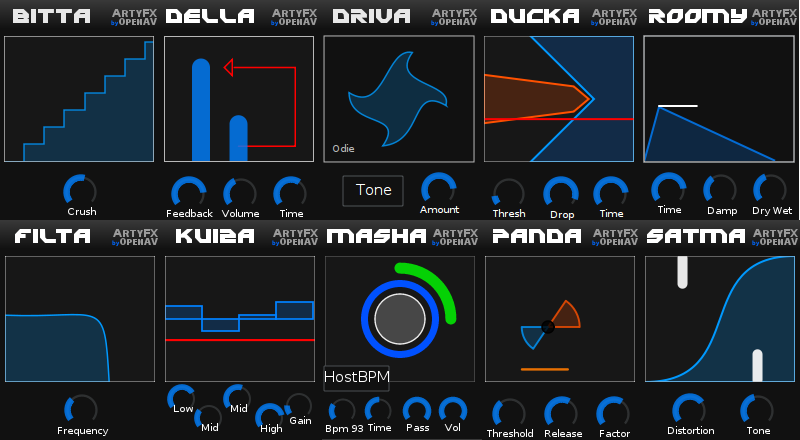 BITTA ARTYFX by OPENAV
DELLA ARTYFX by OPENAV
DRIVA ARTYFX by OPENAV
DUCKA ARTYFX by OPENAV
ROOMY ARTYFX by OPENAV
Odie
Crush
Feedback Volume Time
Tone Amount
Thresh Drop Time
Time Damp Dry Wet
FILTA ARTYFX by OPENAV
KUIZA ARTYFX by OPENAV
MASHA ARTYFX by OPENAV
PANDA ARTYFX by OPENAV
SATMA ARTYFX by OPENAV
Frequency
Low Mid Mid High Gain
HostBPM
Bpm 93 Time Pass Vol
Threshold Release Factor
Distortion Tone